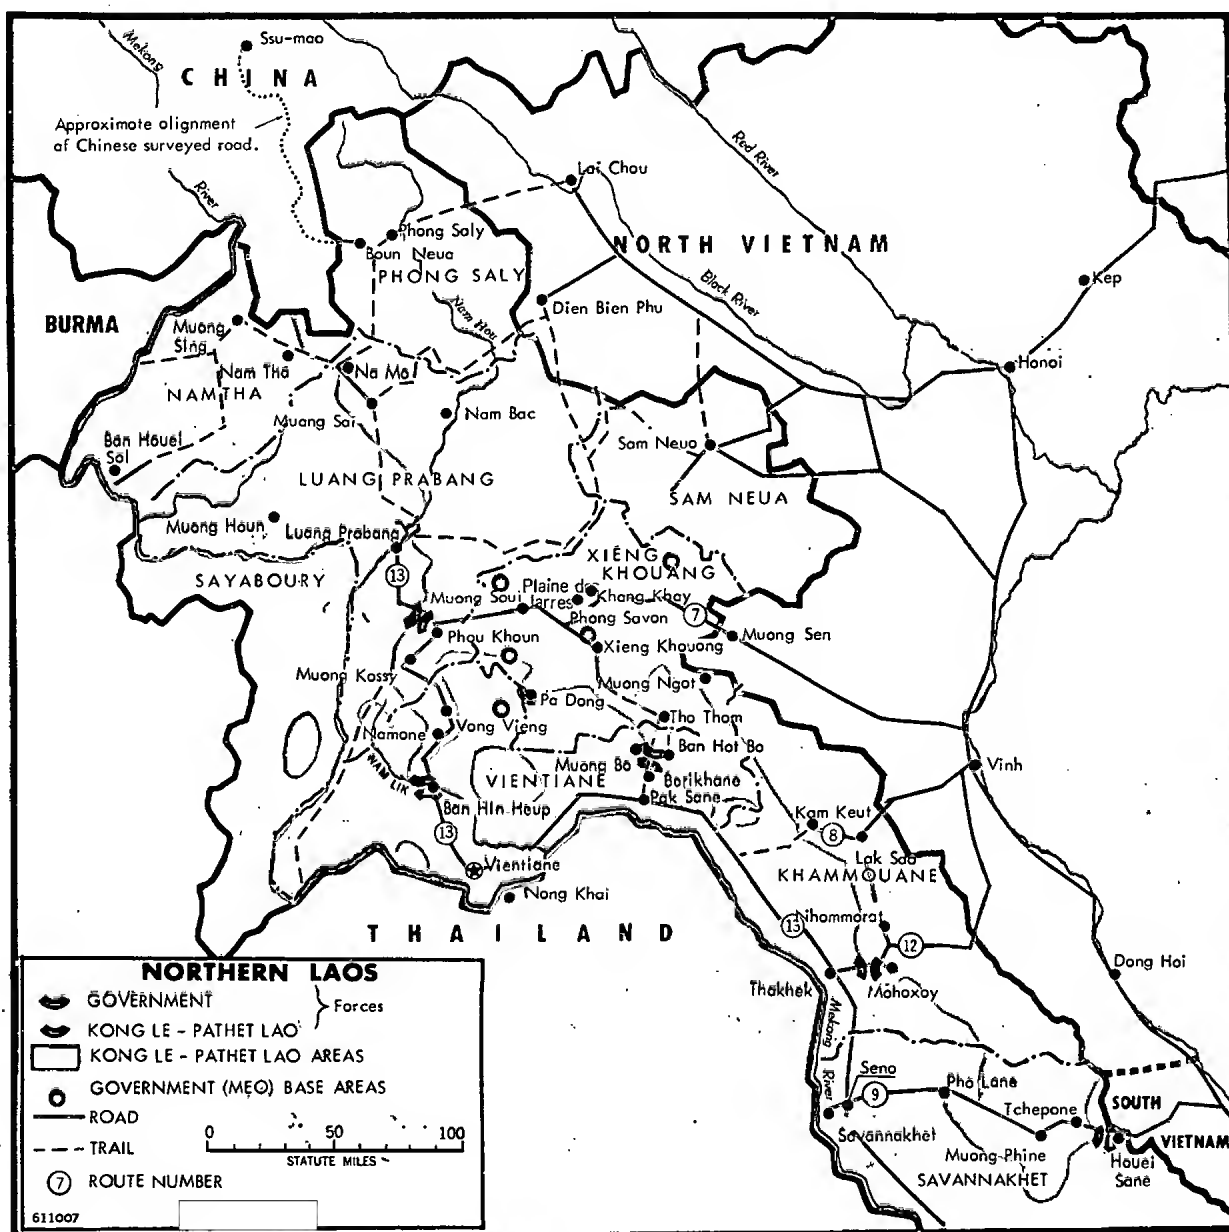 Ssu-mao
Mekong
CHINA
Approximate alignment
of Chinese surveyed road.
River
Red River
Lai Chau
Phong Saly
Boun Neua
PHONG SALY
NORTH VIETNAM
Black River
Kep
Nam Hou
Dien Bien Phu
BURMA
Muong
Sing
Nam Tha
NAMTHA
Na Mo
Hanoi
Muang Sai
Nam Bac
Ban Houei
Sai
Sam Neua
LUANG PRABANG
SAM NEUA
Muong Houn
Luang Prabang
SAYABOURY
13
XIENG
KHOUANG
Muong Soui
Plaine des
Jarres
Khang Khay
Phong Savon
7
Muong Sen
Phou Khoun
Xieng Khouang
Muong Kossy
Muong Ngot
Pa Dong
Tha Thom
Vang Vieng
Namone
Ban Hot Bo
Muong Bo
Vinh
NAM LIK
VIENTIANE
Borikhane
Pak Sane
Ban Hin Heup
Kam Keut
13
8
Lak Sao
Vientiane
KHAMMOUANE
Nong Khai
Nhommarat
THAILAND
13
12
Dong Hoi
Thakhek
Mahaxay
Mekong River
Seno
Pha Lane
9
Tchepone
SOUTH
VIETNAM
Savannakhet
Muong Phine
Houei
Sane
SAVANNAKHET
NORTHERN LAOS
GOVERNMENT
Forces
KONG LE - PATHET LAO
KONG LE - PATHET LAO AREAS
GOVERNMENT (MEO) BASE AREAS
ROAD
0 50 100
TRAIL
STATUTE MILES
7 ROUTE NUMBER
611007